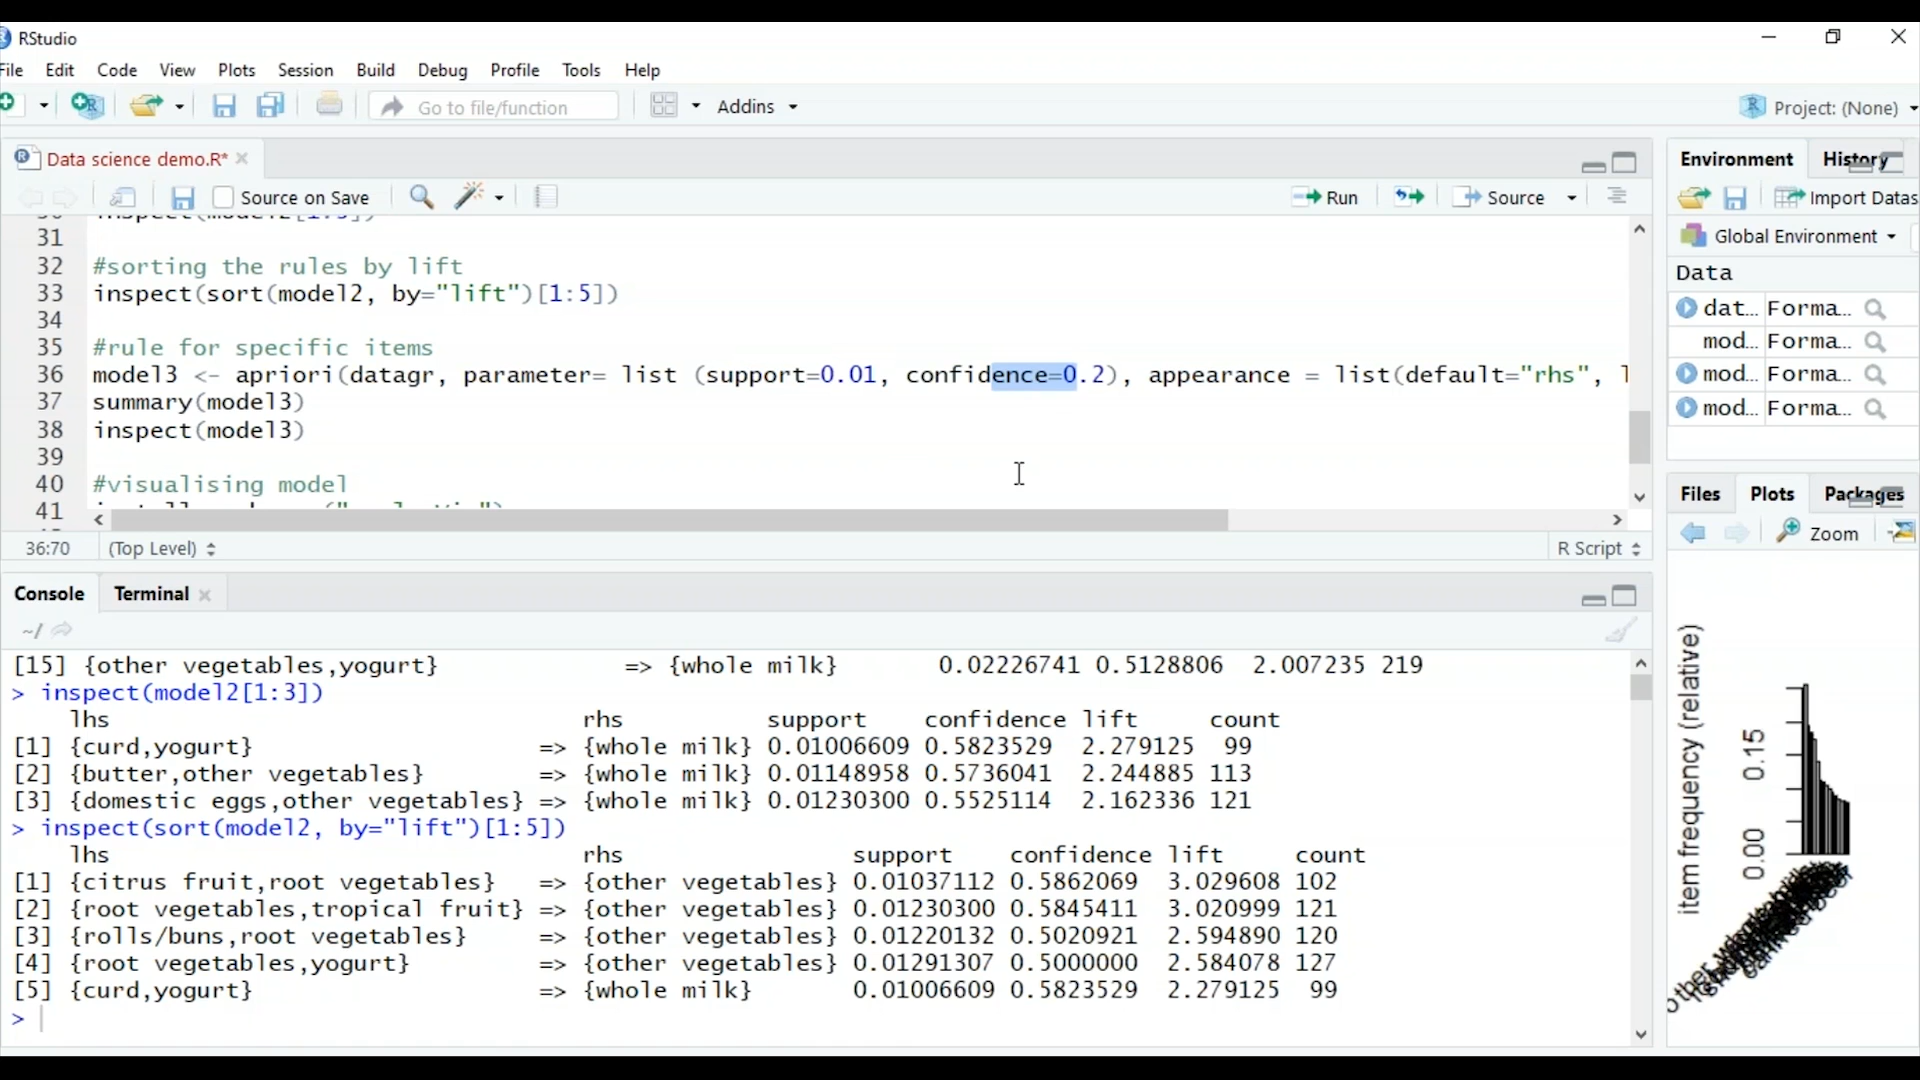 RStudio
File Edit Code View Plots Session Build Debug Profile Tools Help
Go to file/function Addins Project: (None)
Data science demo.R*
Source on Save Run Source
31
32 #sorting the rules by lift
33 inspect(sort(model2, by="lift")[1:5])
34
35 #rule for specific items
36 model3 <- apriori(datagr, parameter= list (support=0.01, confidence=0.2), appearance = list(default="rhs", l
37 summary(model3)
38 inspect(model3)
39
40 #visualising model
41
36:70 (Top Level) R Script
Console Terminal
~/
[15] {other vegetables,yogurt} => {whole milk} 0.02226741 0.5128806 2.007235 219
> inspect(model2[1:3])
lhs rhs support confidence lift count
[1] {curd,yogurt} => {whole milk} 0.01006609 0.5823529 2.279125 99
[2] {butter,other vegetables} => {whole milk} 0.01148958 0.5736041 2.244885 113
[3] {domestic eggs,other vegetables} => {whole milk} 0.01230300 0.5525114 2.162336 121
> inspect(sort(model2, by="lift")[1:5])
lhs rhs support confidence lift count
[1] {citrus fruit,root vegetables} => {other vegetables} 0.01037112 0.5862069 3.029608 102
[2] {root vegetables,tropical fruit} => {other vegetables} 0.01230300 0.5845411 3.020999 121
[3] {rolls/buns,root vegetables} => {other vegetables} 0.01220132 0.5020921 2.594890 120
[4] {root vegetables,yogurt} => {other vegetables} 0.01291307 0.5000000 2.584078 127
[5] {curd,yogurt} => {whole milk} 0.01006609 0.5823529 2.279125 99
>
Environment History
Import Datas
Global Environment
Data
dat... Forma...
mod... Forma...
mod... Forma...
mod... Forma...
Files Plots Packages
Zoom
item frequency (relative)
0.15
0.00